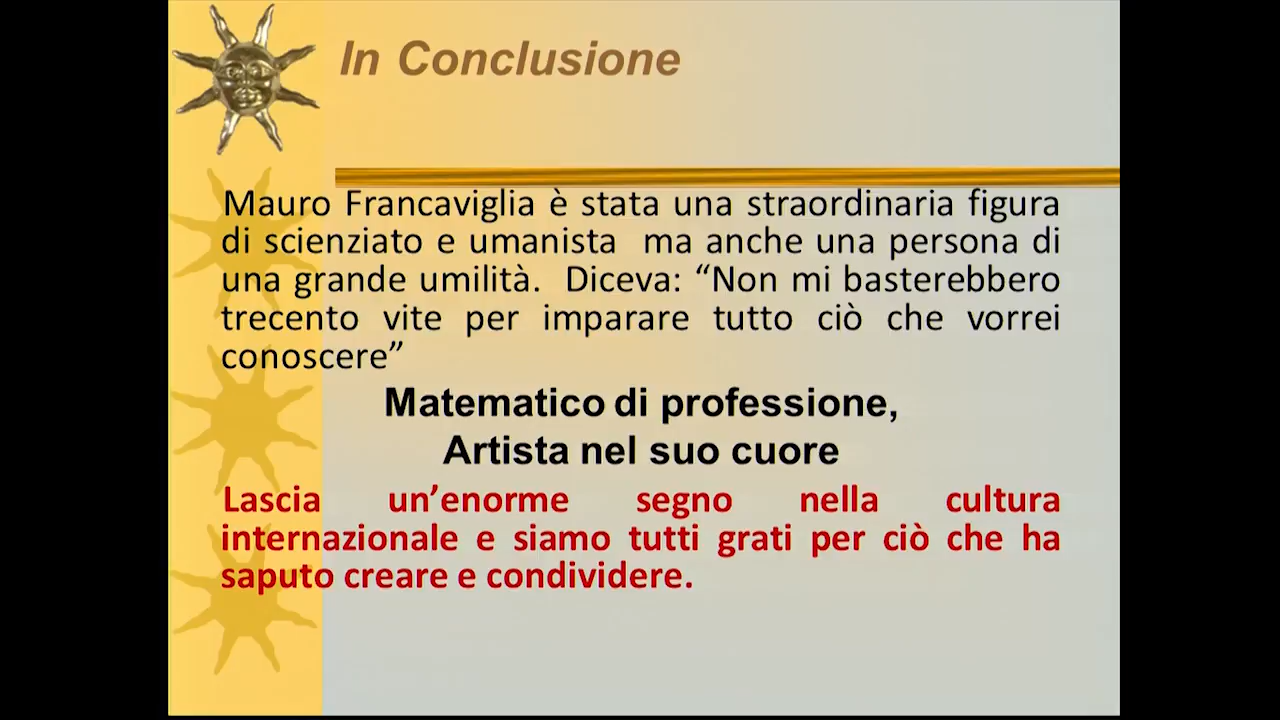 In Conclusione
Mauro Francaviglia è stata una straordinaria figura
di scienziato e umanista ma anche una persona di
una grande umilità. Diceva: “Non mi basterebbero
trecento vite per imparare tutto ciò che vorrei
conoscere”
Matematico di professione,
Artista nel suo cuore
Lascia un’enorme segno nella cultura
internazionale e siamo tutti grati per ciò che ha
saputo creare e condividere.